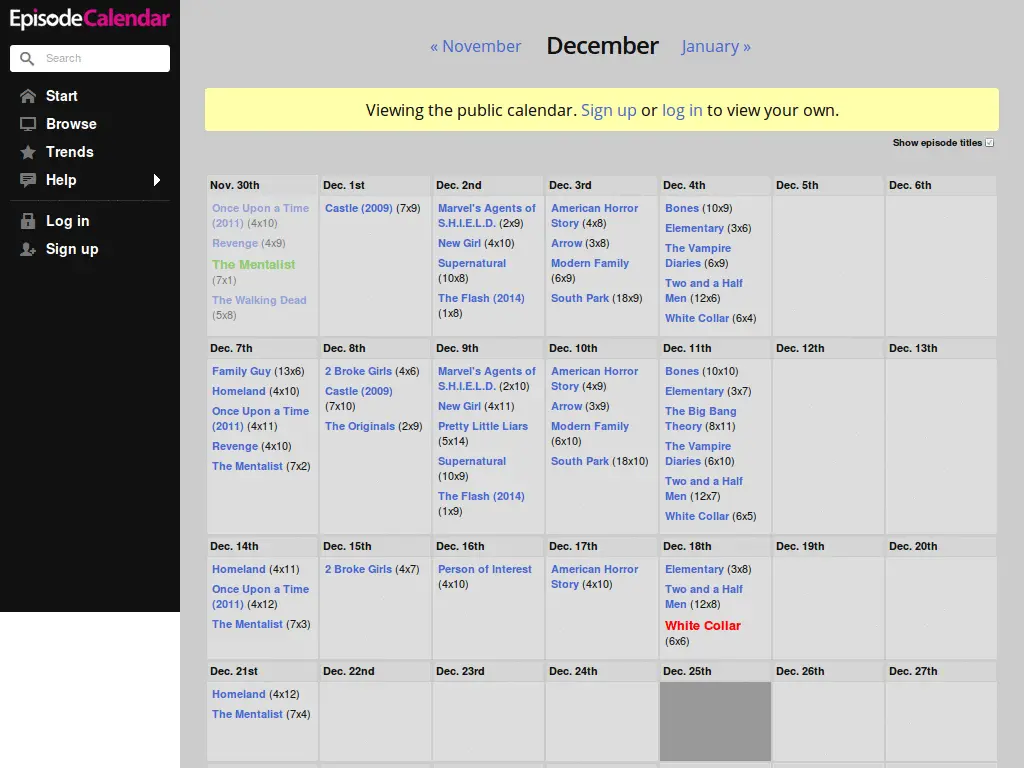 EpisodeCalendar
Search
Start
Browse
Trends
Help
Log in
Sign up
« November December January »
Viewing the public calendar. Sign up or log in to view your own.
Show episode titles
Nov. 30th
Once Upon a Time
(2011) (4x10)
Revenge (4x9)
The Mentalist
(7x1)
The Walking Dead
(5x8)
Dec. 1st
Castle (2009) (7x9)
Dec. 2nd
Marvel's Agents of
S.H.I.E.L.D. (2x9)
New Girl (4x10)
Supernatural
(10x8)
The Flash (2014)
(1x8)
Dec. 3rd
American Horror
Story (4x8)
Arrow (3x8)
Modern Family
(6x9)
South Park (18x9)
Dec. 4th
Bones (10x9)
Elementary (3x6)
The Vampire
Diaries (6x9)
Two and a Half
Men (12x6)
White Collar (6x4)
Dec. 5th
Dec. 6th
Dec. 7th
Family Guy (13x6)
Homeland (4x10)
Once Upon a Time
(2011) (4x11)
Revenge (4x10)
The Mentalist (7x2)
Dec. 8th
2 Broke Girls (4x6)
Castle (2009)
(7x10)
The Originals (2x9)
Dec. 9th
Marvel's Agents of
S.H.I.E.L.D. (2x10)
New Girl (4x11)
Pretty Little Liars
(5x14)
Supernatural
(10x9)
The Flash (2014)
(1x9)
Dec. 10th
American Horror
Story (4x9)
Arrow (3x9)
Modern Family
(6x10)
South Park (18x10)
Dec. 11th
Bones (10x10)
Elementary (3x7)
The Big Bang
Theory (8x11)
The Vampire
Diaries (6x10)
Two and a Half
Men (12x7)
White Collar (6x5)
Dec. 12th
Dec. 13th
Dec. 14th
Homeland (4x11)
Once Upon a Time
(2011) (4x12)
The Mentalist (7x3)
Dec. 15th
2 Broke Girls (4x7)
Dec. 16th
Person of Interest
(4x10)
Dec. 17th
American Horror
Story (4x10)
Dec. 18th
Elementary (3x8)
Two and a Half
Men (12x8)
White Collar
(6x6)
Dec. 19th
Dec. 20th
Dec. 21st
Homeland (4x12)
The Mentalist (7x4)
Dec. 22nd
Dec. 23rd
Dec. 24th
Dec. 25th
Dec. 26th
Dec. 27th